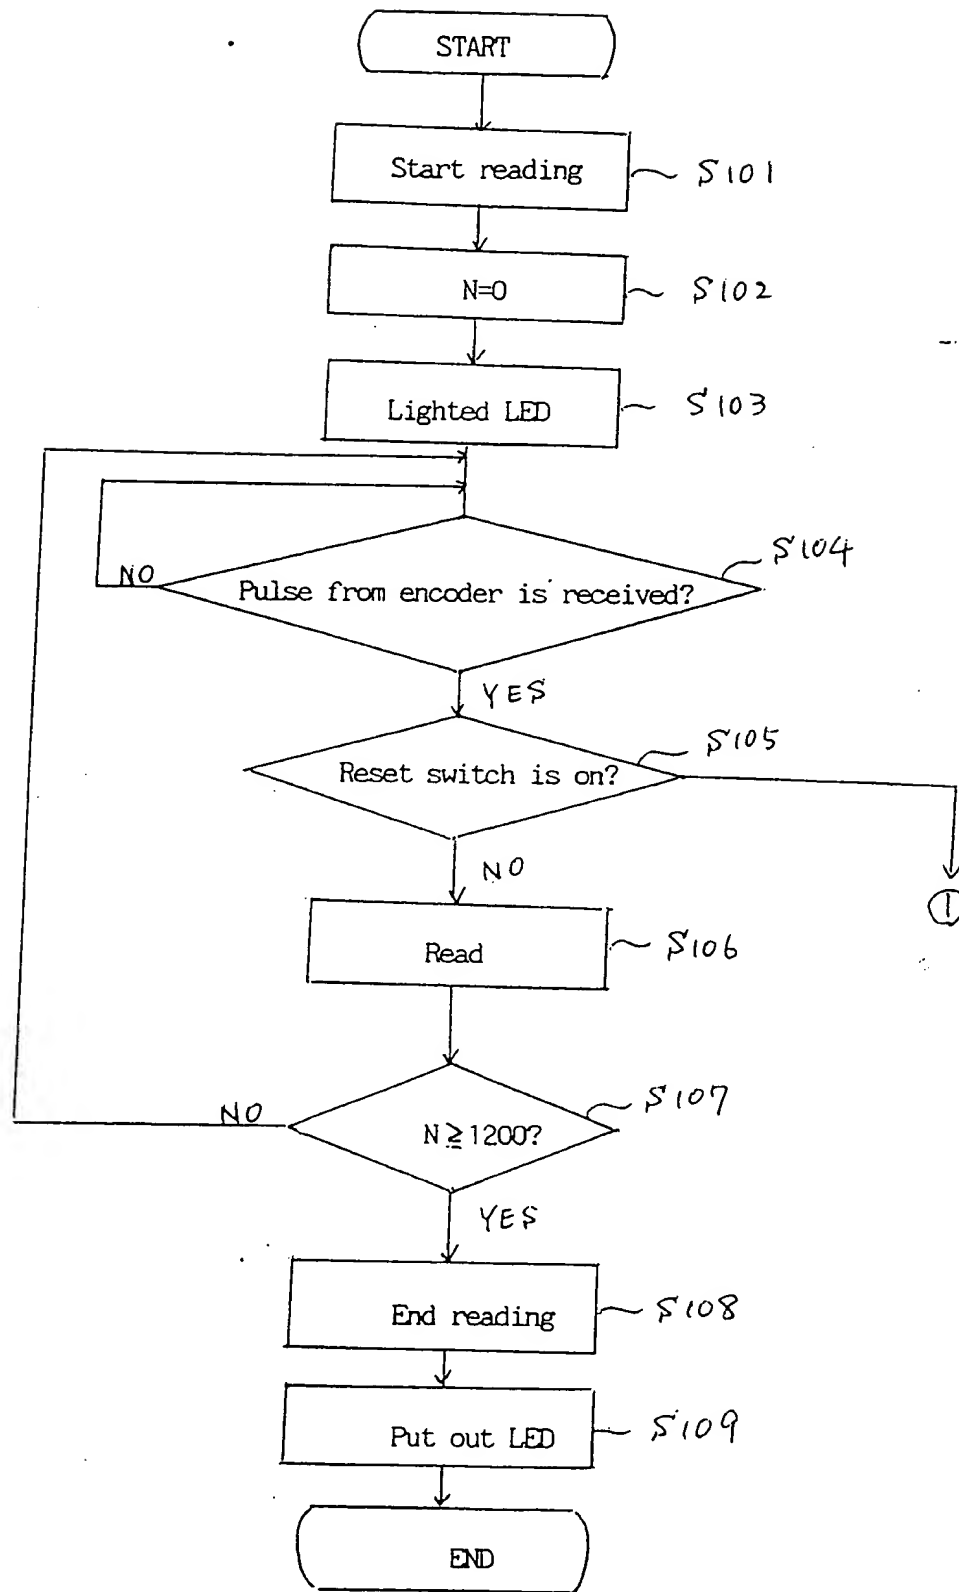 START
Start reading
S101
N=0
S102
Lighted LED
S103
S104
NO
Pulse from encoder is received?
YES
S105
Reset switch is on?
NO
①
Read
S106
S107
NO
N≧1200?
YES
End reading
S108
Put out LED
S109
END